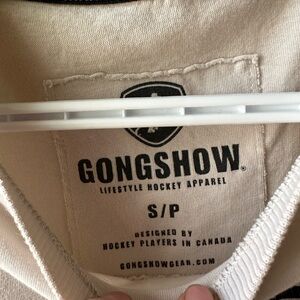 GONGSHOW®
LIFESTYLE HOCKEY APPAREL
S/P
DESIGNED BY
HOCKEY PLAYERS IN CANADA
GONGSHOWGEAR.COM